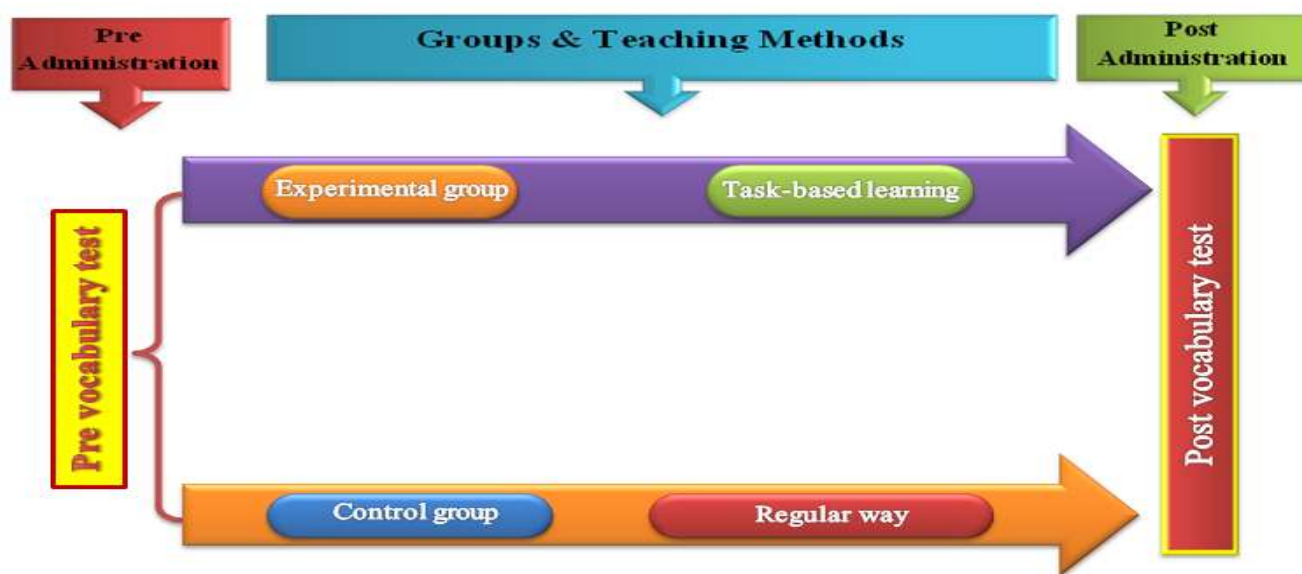 Pre
Administration
Groups & Teaching Methods
Post
Administration
Pre vocabulary test
Experimental group
Task-based learning
Control group
Regular way
Post vocabulary test